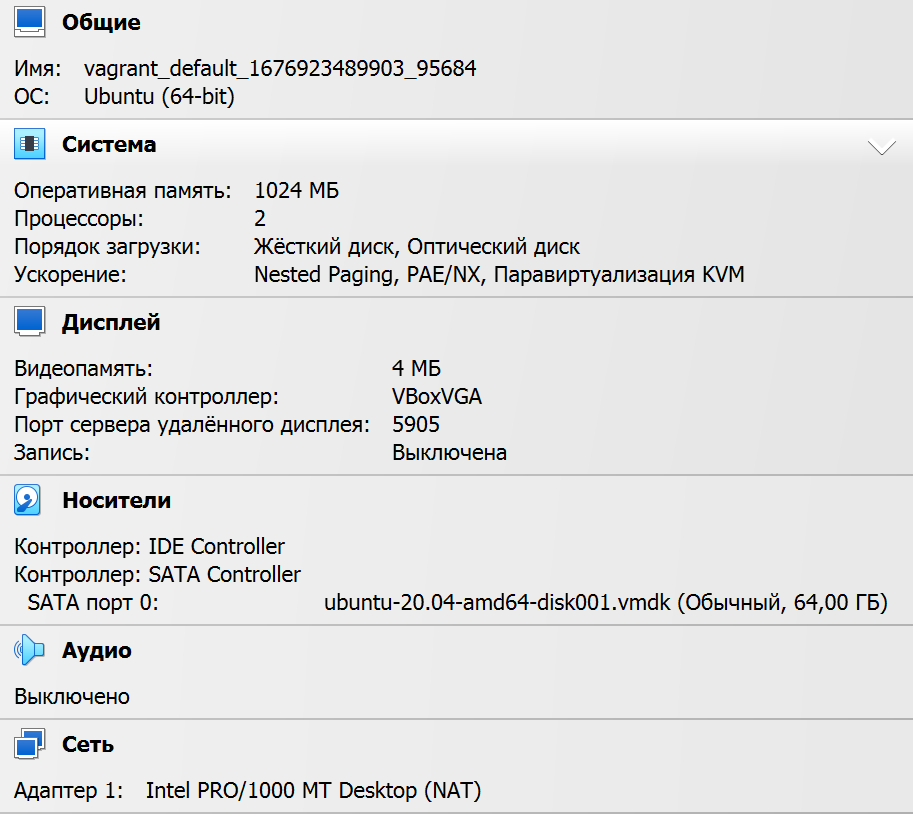 Общие
Имя: vagrant_default_1676923489903_95684
ОС: Ubuntu (64-bit)
Система
Оперативная память: 1024 МБ
Процессоры: 2
Порядок загрузки: Жёсткий диск, Оптический диск
Ускорение: Nested Paging, PAE/NX, Паравиртуализация KVM
Дисплей
Видеопамять: 4 МБ
Графический контроллер: VBoxVGA
Порт сервера удалённого дисплея: 5905
Запись: Выключена
Носители
Контроллер: IDE Controller
Контроллер: SATA Controller
SATA порт 0: ubuntu-20.04-amd64-disk001.vmdk (Обычный, 64,00 ГБ)
Аудио
Выключено
Сеть
Адаптер 1: Intel PRO/1000 MT Desktop (NAT)